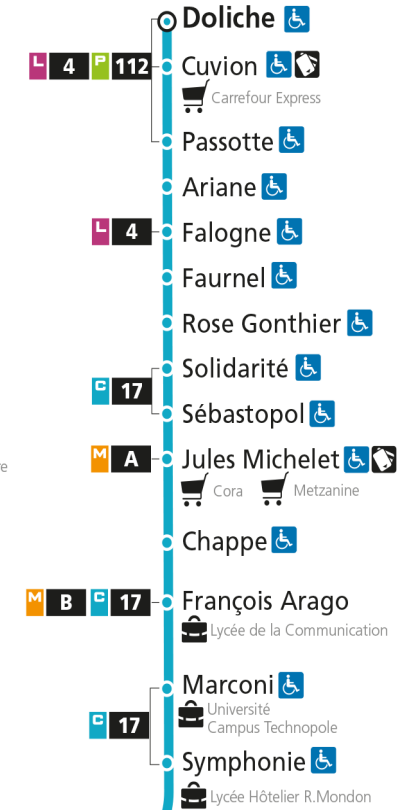 Doliche
L 4 P 112 Cuvion
Carrefour Express
Passotte
Ariane
L 4 Falogne
Faurnel
Rose Gonthier
Solidarité
C 17
Sébastopol
M A Jules Michelet
re
Cora Metzanine
Chappe
M B C 17 François Arago
Lycée de la Communication
Marconi
Université
C 17 Campus Technopole
Symphonie
Lycée Hôtelier R.Mondon